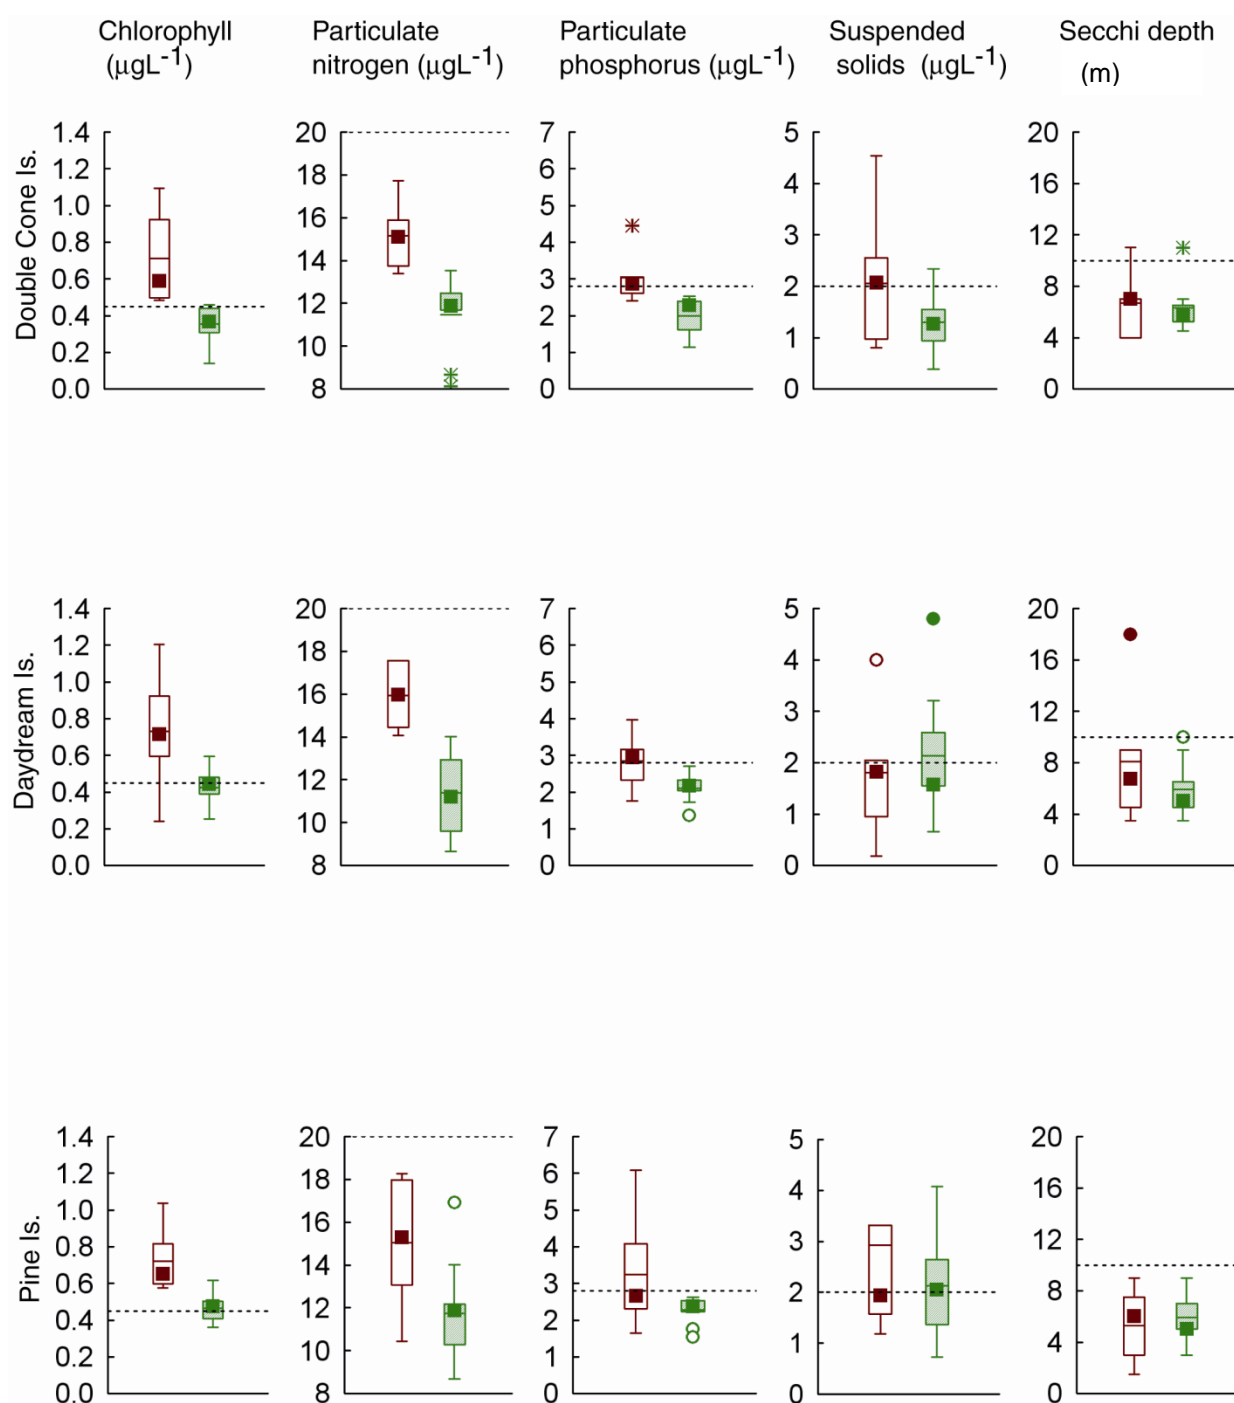 Chlorophyll Particulate Particulate Suspended Secchi depth
(μgL-1) nitrogen (μgL-1) phosphorus (μgL-1) solids (μgL-1) (m)
Double Cone Is.
1.4 20 7 5 20
1.2 18 6 4 16
1.0 16 5 3 12
0.8 14 4 2 8
0.6 12 3 1 4
0.4 10 2 0 0
0.2 8 1
0.0 0
Daydream Is.
1.4 20 7 5 20
1.2 18 6 4 16
1.0 16 5 3 12
0.8 14 4 2 8
0.6 12 3 1 4
0.4 10 2 0 0
0.2 8 1
0.0 0
Pine Is.
1.4 20 7 5 20
1.2 18 6 4 16
1.0 16 5 3 12
0.8 14 4 2 8
0.6 12 3 1 4
0.4 10 2 0 0
0.2 8 1
0.0 0